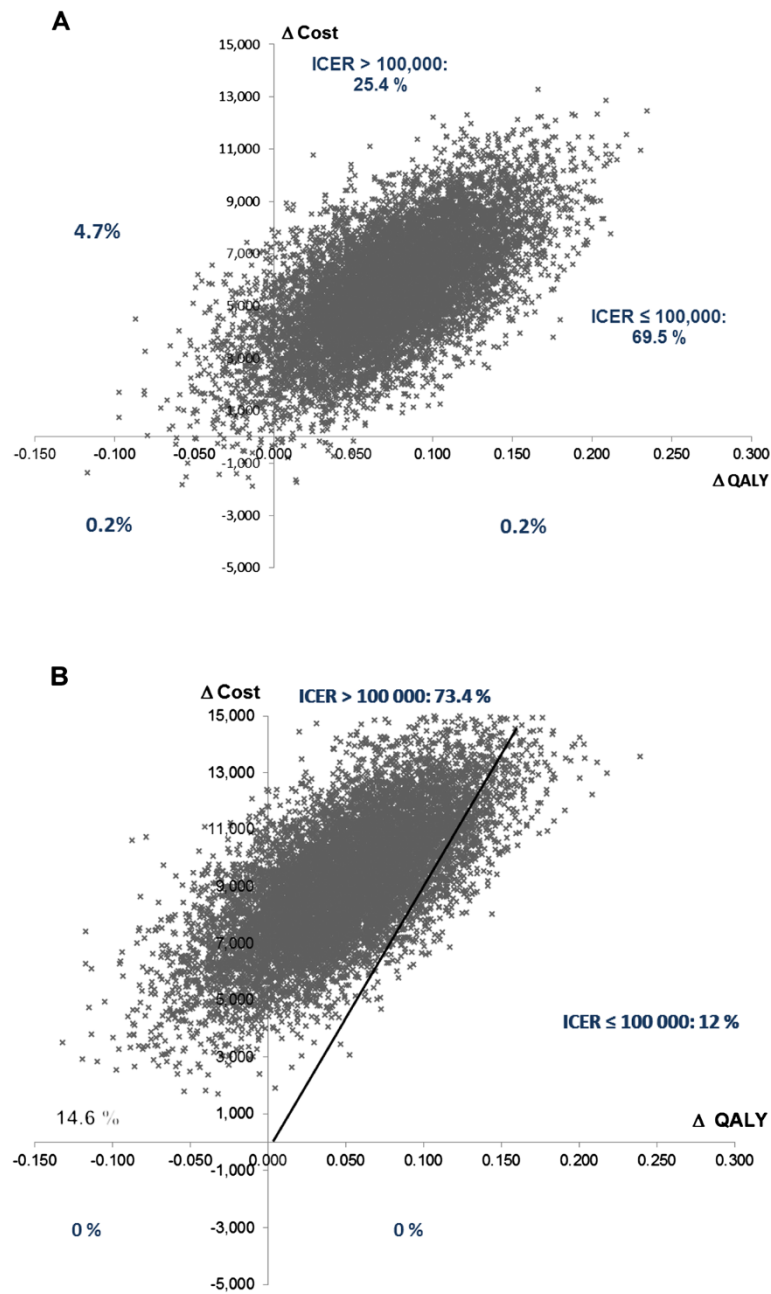 A
Δ Cost
15,000
ICER > 100,000:
25.4 %
13,000
11,000
9,000
4.7%
7,000
5,000
ICER ≤ 100,000:
69.5 %
3,000
1,000
-0.150 -0.100 -0.050 0.000 0.050 0.100 0.150 0.200 0.250 0.300
-1,000
Δ QALY
-3,000
0.2% 0.2%
-5,000
B
Δ Cost ICER > 100 000: 73.4 %
15,000
13,000
11,000
9,000
7,000
5,000
ICER ≤ 100 000: 12 %
3,000
14.6 % 1,000 Δ QALY
-0.150 -0.100 -0.050 0.000 0.050 0.100 0.150 0.200 0.250 0.300
-1,000
0 % -3,000 0 %
-5,000